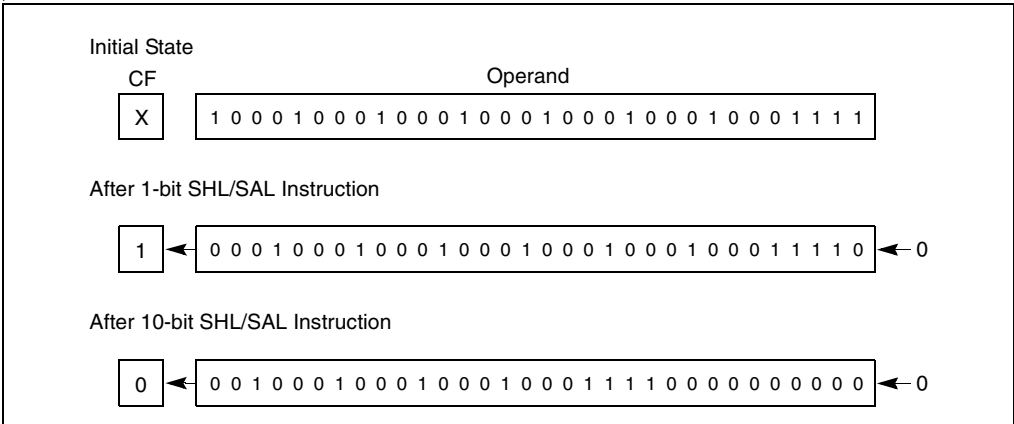 Initial State
CF Operand
X 1 0 0 0 1 0 0 0 1 0 0 0 1 0 0 0 1 0 0 0 1 0 0 0 1 0 0 0 1 1 1 1
After 1-bit SHL/SAL Instruction
1 0 0 0 1 0 0 0 1 0 0 0 1 0 0 0 1 0 0 0 1 0 0 0 1 0 0 0 1 1 1 1 0 0
After 10-bit SHL/SAL Instruction
0 0 0 1 0 0 0 1 0 0 0 1 0 0 0 1 0 0 0 1 1 1 1 0 0 0 0 0 0 0 0 0 0 0